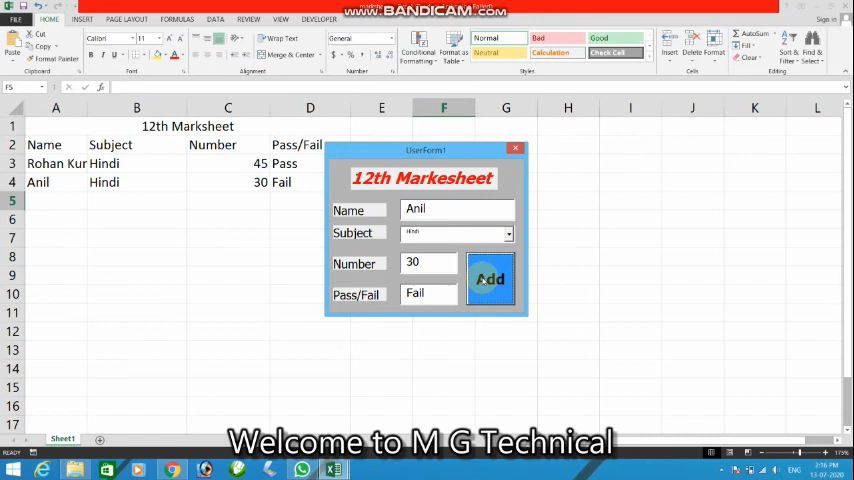 www.BANDICAM.com
Sign in
FILE HOME INSERT PAGE LAYOUT FORMULAS DATA REVIEW VIEW DEVELOPER
Cut
Copy
Paste
Format Painter
Clipboard
Calibri 11
B I U
Font
Wrap Text
Merge & Center
Alignment
General
Number
Conditional Formatting
Format as Table
Normal Bad Good
Neutral Calculation Check Cell
Styles
Insert Delete Format
Cells
AutoSum
Fill
Clear
Sort & Filter
Find & Select
Editing
F5
A B C D E F G H I J K L
1 12th Marksheet
2 Name Subject Number Pass/Fail
3 Rohan Kur Hindi 45 Pass
4 Anil Hindi 30 Fail
5
6
7
8
9
10
11
12
13
14
15
16
17
UserForm1
12th Markesheet
Name Anil
Subject Hindi
Number 30
Add
Pass/Fail Fail
Sheet1
Welcome to M G Technical
175%
ENG
2:16 PM
13-07-2020